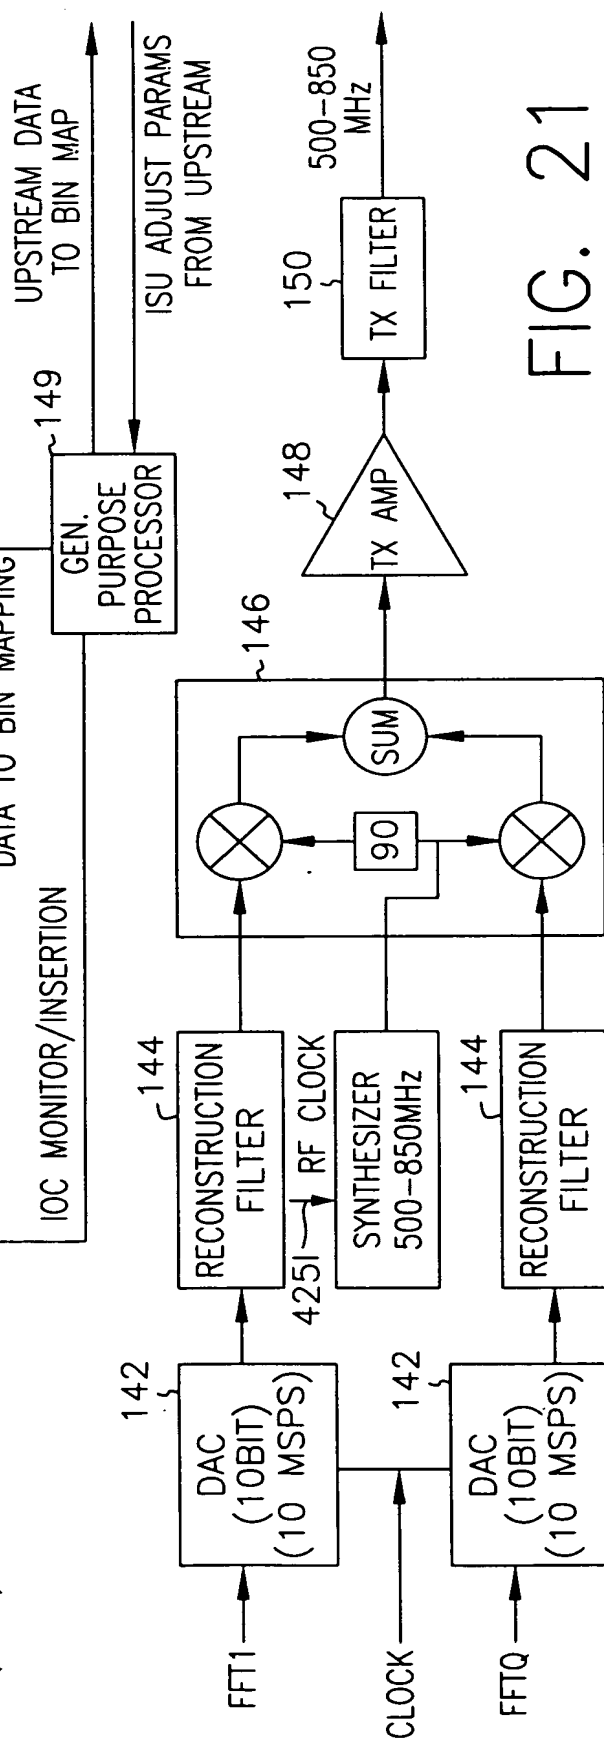 UPSTREAM DATA
TO BIN MAP
ISU ADJUST PARAMS
FROM UPSTREAM
149
GEN.
PURPOSE
PROCESSOR
DATA TO BIN MAPPING
IOC MONITOR/INSERTION
FFT1
142
DAC
(10BIT)
(10 MSPS)
144
RECONSTRUCTION
FILTER
4251
RF CLOCK
SYNTHESIZER
500-850MHz
90
SUM
146
148
TX AMP
150
TX FILTER
500-850
MHz
CLOCK
FFTQ
142
DAC
(10BIT)
(10 MSPS)
144
RECONSTRUCTION
FILTER
FIG. 21